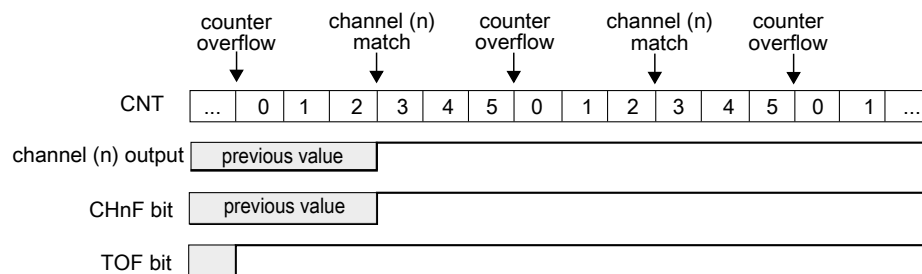 counter overflow channel (n) match counter overflow channel (n) match counter overflow
CNT ... 0 1 2 3 4 5 0 1 2 3 4 5 0 1 ...
channel (n) output previous value
CHnF bit previous value
TOF bit